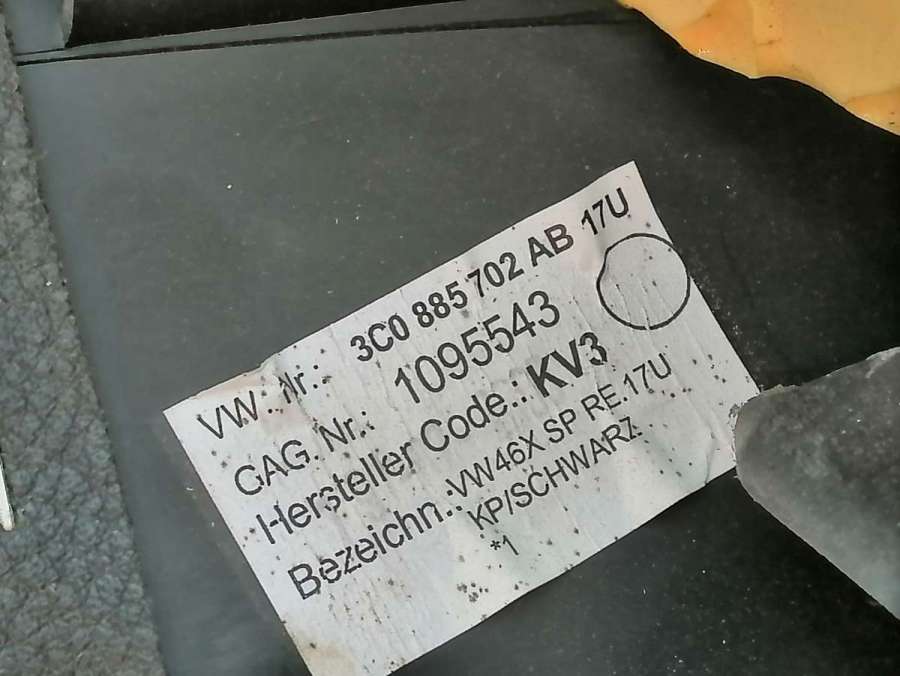 VW. Nr.: 3C0 885 702 AB 17U
GAG. Nr.: 1095543
Hersteller Code.: KV3
Bezeichn.: VW46X SP RE.17U
KP/SCHWARZ
*1